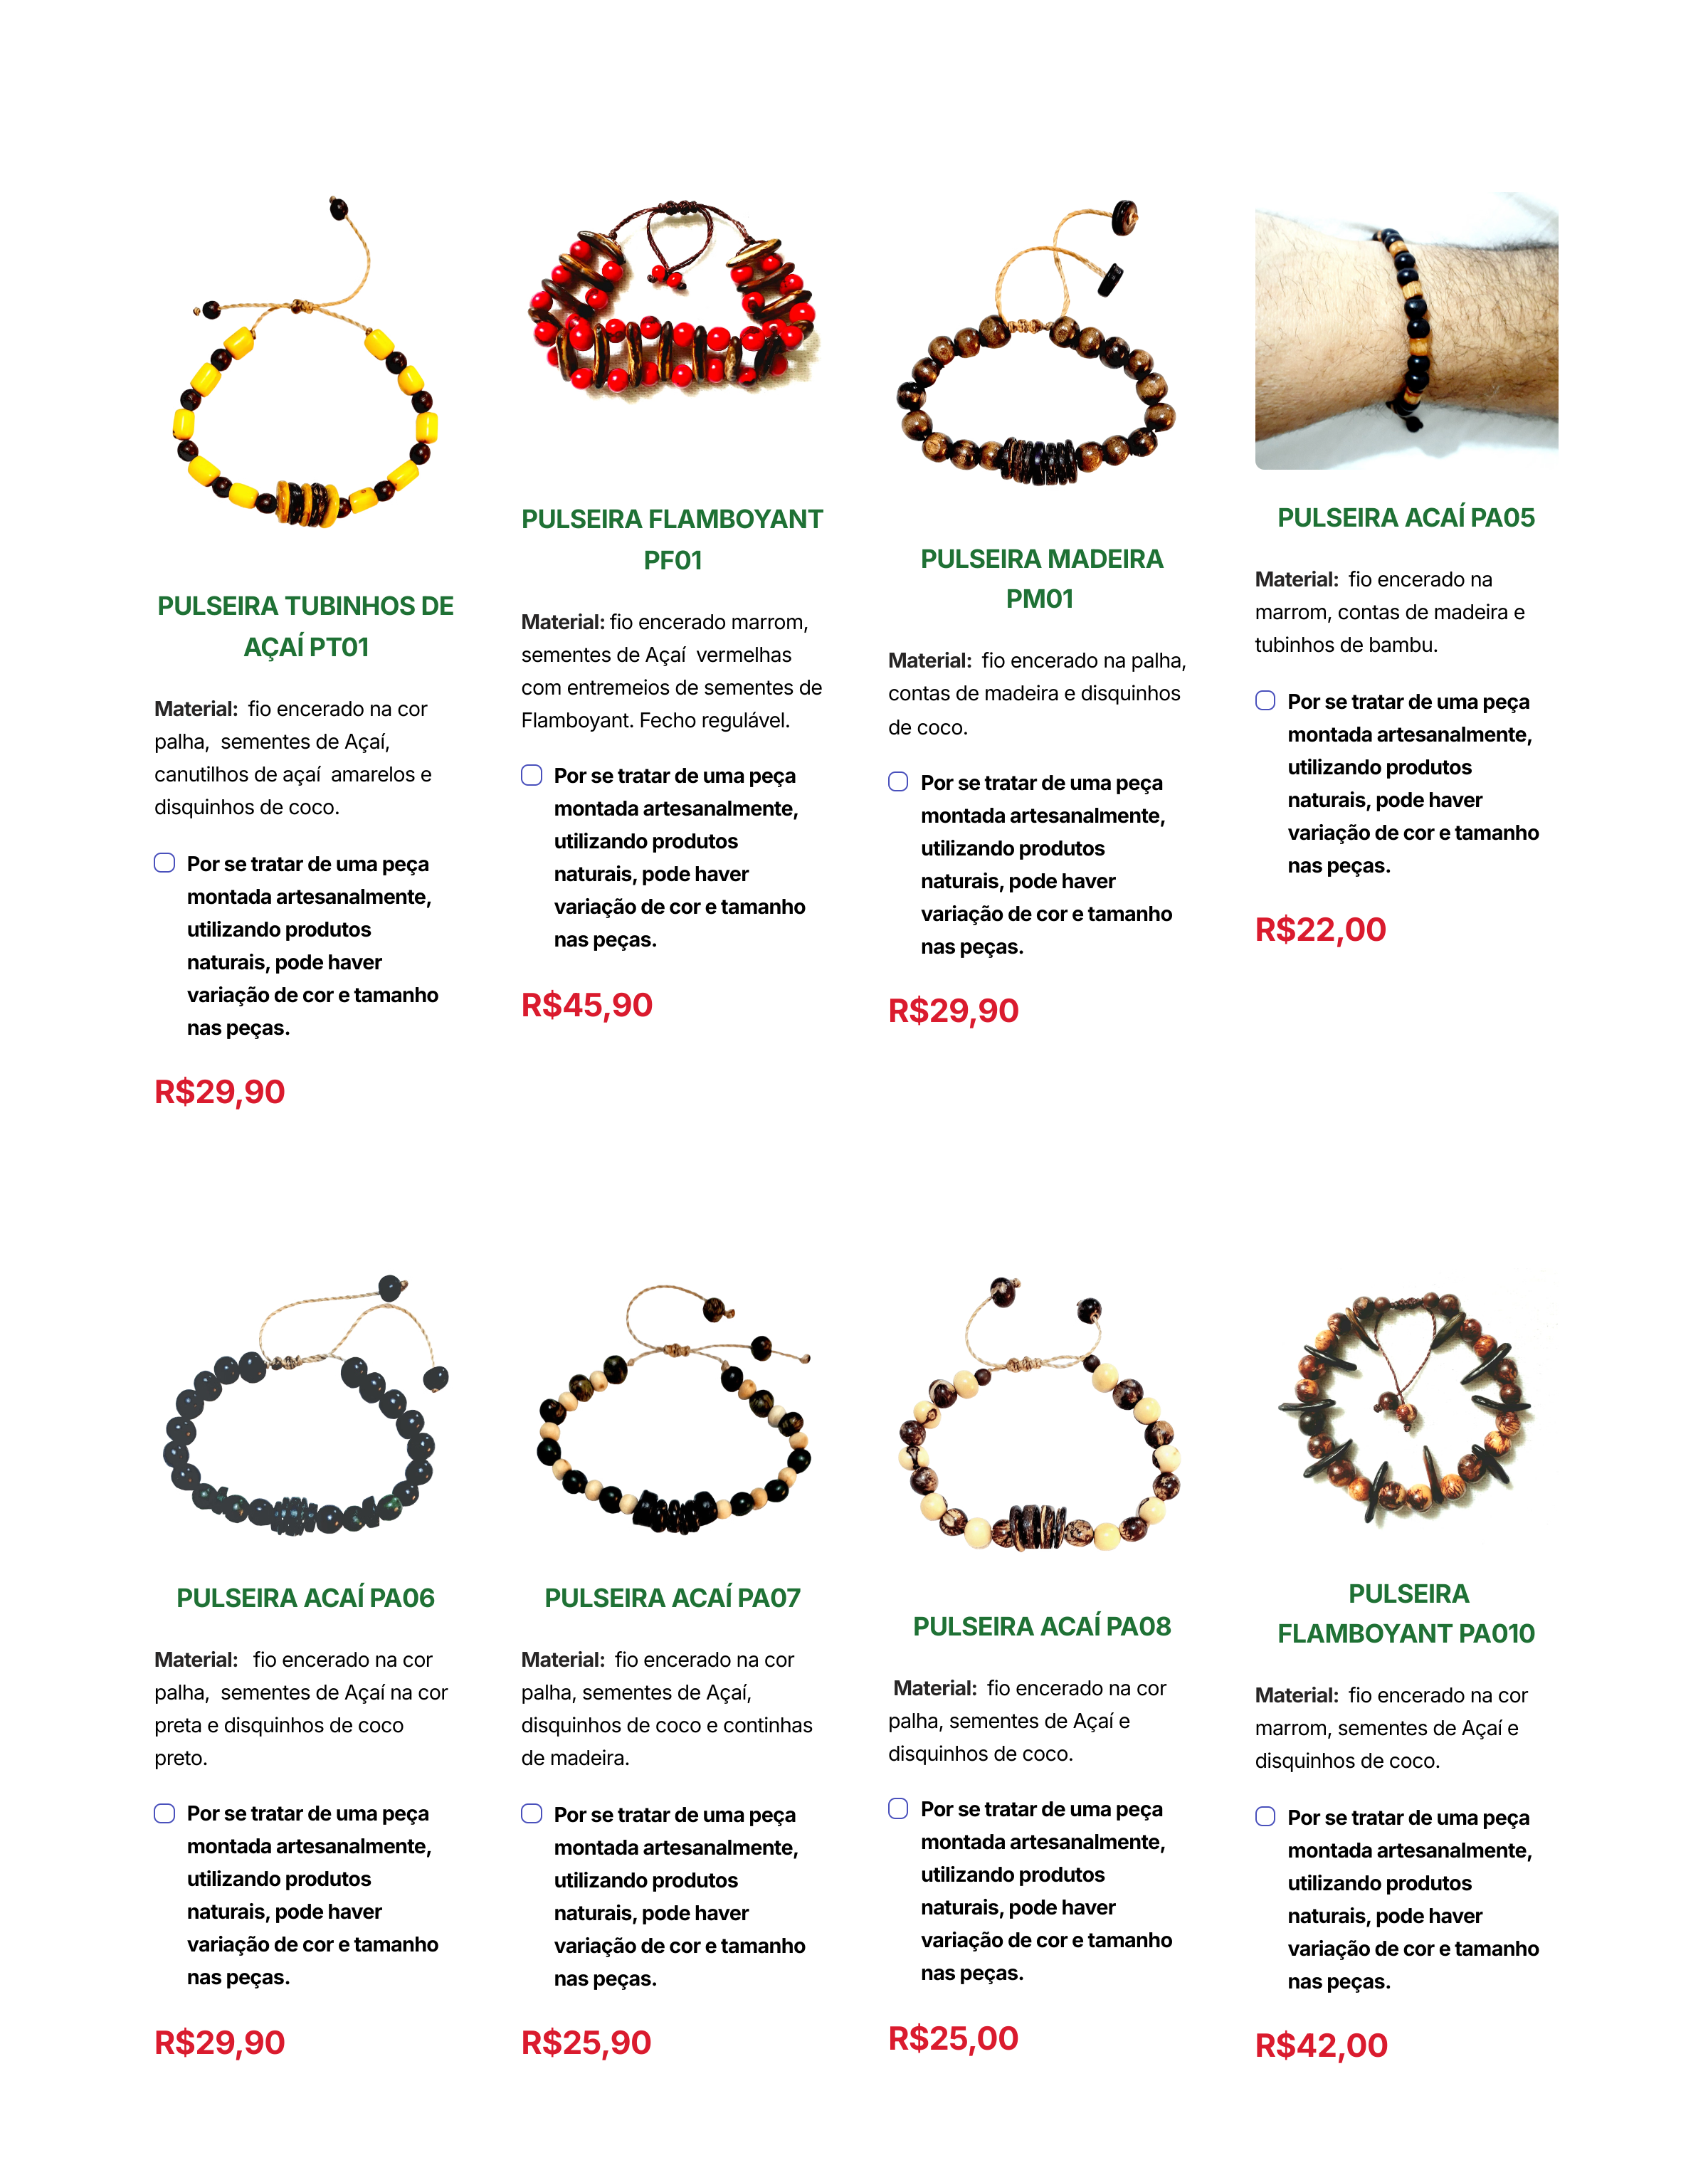 PULSEIRA TUBINHOS DE
AÇAÍ PT01
Material:  fio encerado na cor
palha,  sementes de Açaí,
canutilhos de açaí  amarelos e
disquinhos de coco.
Por se tratar de uma peça
montada artesanalmente,
utilizando produtos
naturais, pode haver
variação de cor e tamanho
nas peças.
R$29,90
PULSEIRA FLAMBOYANT
PF01
Material: fio encerado marrom,
sementes de Açaí  vermelhas
com entremeios de sementes de
Flamboyant. Fecho regulável.
Por se tratar de uma peça
montada artesanalmente,
utilizando produtos
naturais, pode haver
variação de cor e tamanho
nas peças.
R$45,90
PULSEIRA MADEIRA
PM01
Material:  fio encerado na palha,
contas de madeira e disquinhos
de coco.
Por se tratar de uma peça
montada artesanalmente,
utilizando produtos
naturais, pode haver
variação de cor e tamanho
nas peças.
R$29,90
PULSEIRA ACAÍ PA05
Material:  fio encerado na
marrom, contas de madeira e
tubinhos de bambu.
Por se tratar de uma peça
montada artesanalmente,
utilizando produtos
naturais, pode haver
variação de cor e tamanho
nas peças.
R$22,00
PULSEIRA ACAÍ PA06
Material:   fio encerado na cor
palha,  sementes de Açaí na cor
preta e disquinhos de coco
preto.
Por se tratar de uma peça
montada artesanalmente,
utilizando produtos
naturais, pode haver
variação de cor e tamanho
nas peças.
R$29,90
PULSEIRA ACAÍ PA07
Material:  fio encerado na cor
palha, sementes de Açaí,
disquinhos de coco e continhas
de madeira.
Por se tratar de uma peça
montada artesanalmente,
utilizando produtos
naturais, pode haver
variação de cor e tamanho
nas peças.
R$25,90
PULSEIRA ACAÍ PA08
Material:  fio encerado na cor
palha, sementes de Açaí e
disquinhos de coco.
Por se tratar de uma peça
montada artesanalmente,
utilizando produtos
naturais, pode haver
variação de cor e tamanho
nas peças.
R$25,00
PULSEIRA
FLAMBOYANT PA010
Material:  fio encerado na cor
marrom, sementes de Açaí e
disquinhos de coco.
Por se tratar de uma peça
montada artesanalmente,
utilizando produtos
naturais, pode haver
variação de cor e tamanho
nas peças.
R$42,00